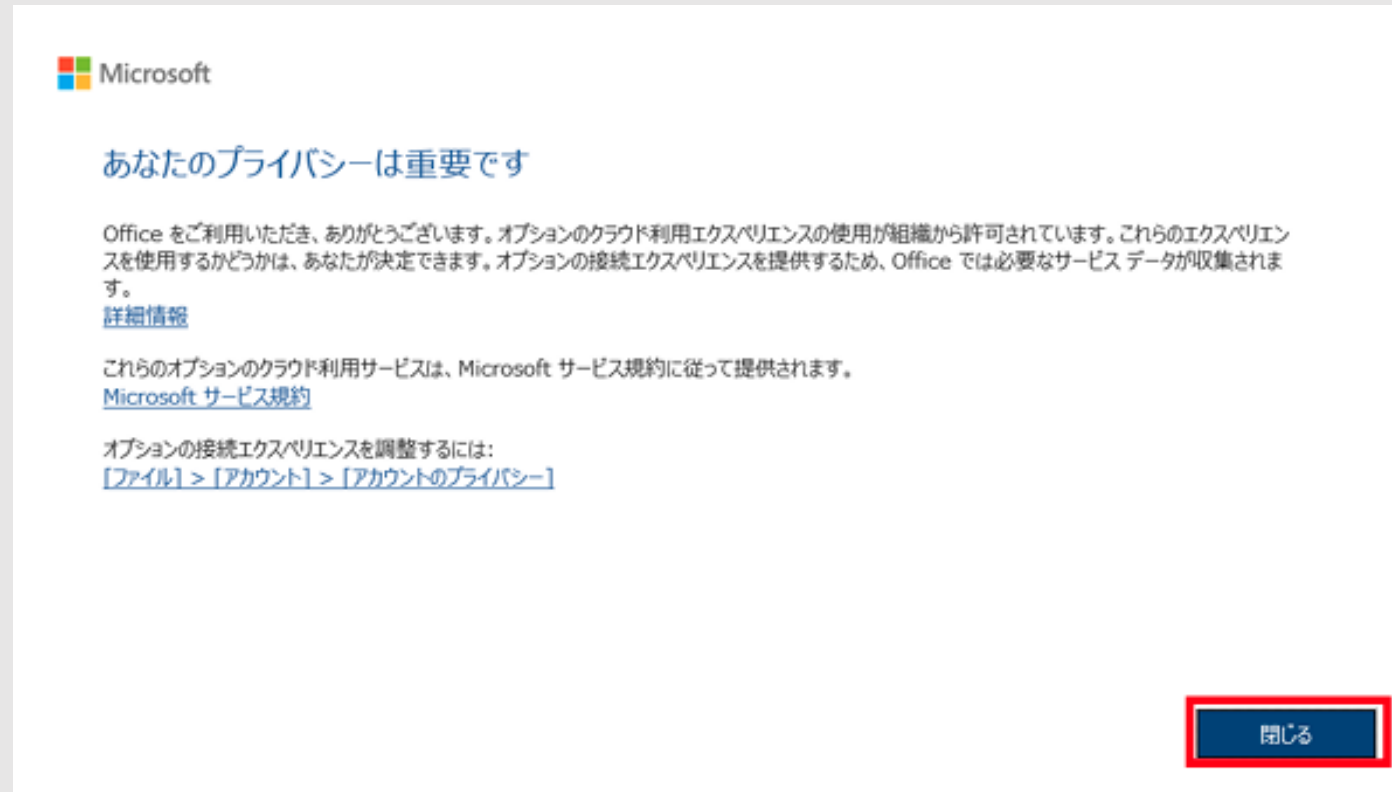 Microsoft
あなたのプライバシーは重要です
Office をご利用いただき、ありがとうございます。オプションのクラウド利用エクスペリエンスの使用が組織から許可されています。これらのエクスペリエン
スを使用するかどうかは、あなたが決定できます。オプションの接続エクスペリエンスを提供するため、Office では必要なサービス データが収集されま
す。
詳細情報
これらのオプションのクラウド利用サービスは、Microsoft サービス規約に従って提供されます。
Microsoft サービス規約
オプションの接続エクスペリエンスを調整するには:
[ファイル] > [アカウント] > [アカウントのプライバシー]
閉じる